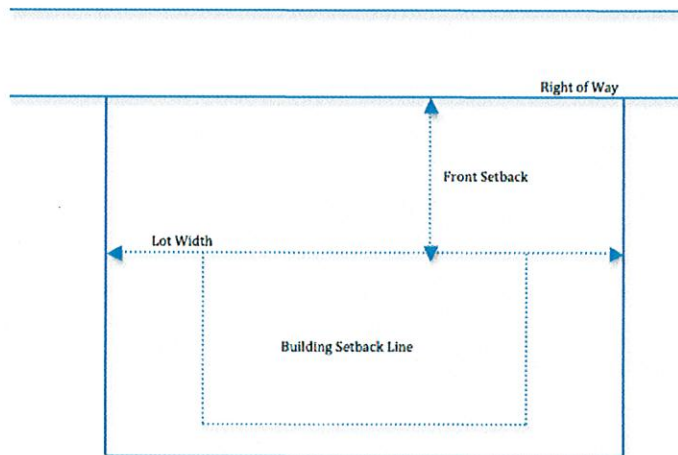 Right of Way
Front Setback
Lot Width
Building Setback Line